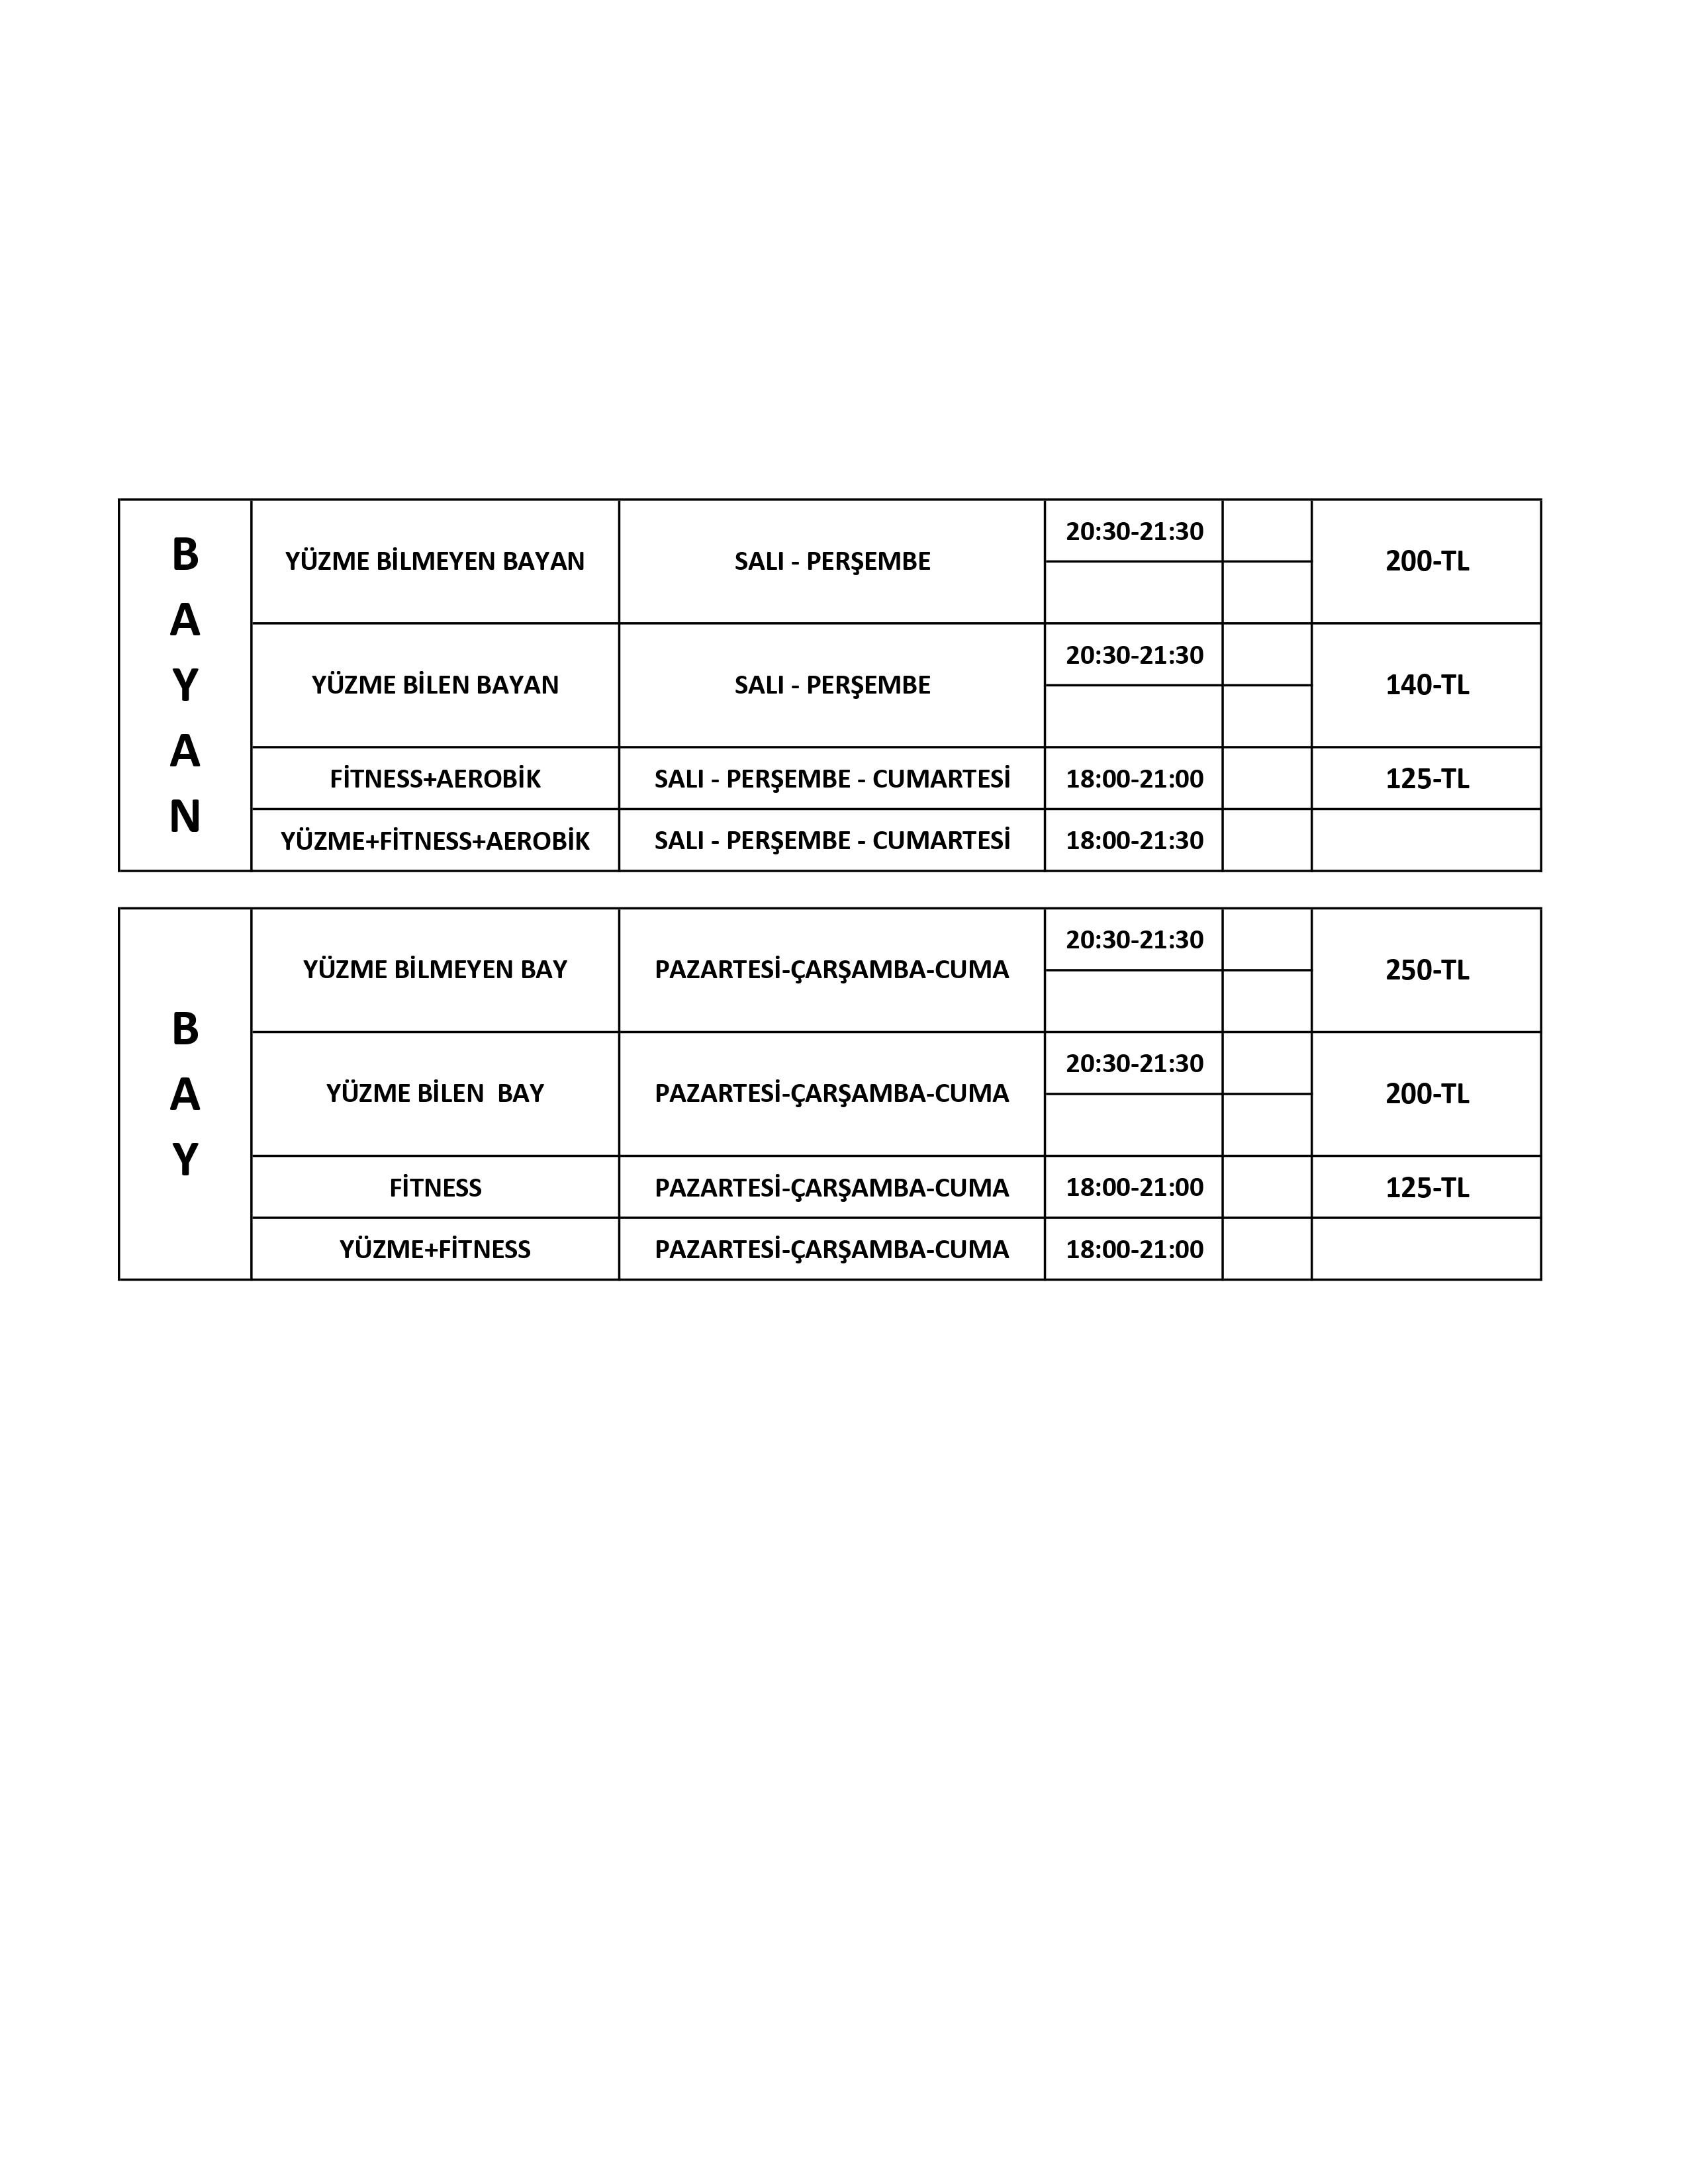 B
A
Y
A
N
YÜZME BİLMEYEN BAYAN SALI - PERŞEMBE 20:30-21:30 200-TL
YÜZME BİLEN BAYAN SALI - PERŞEMBE 20:30-21:30 140-TL
FİTNESS+AEROBİK SALI - PERŞEMBE - CUMARTESİ 18:00-21:00 125-TL
YÜZME+FİTNESS+AEROBİK SALI - PERŞEMBE - CUMARTESİ 18:00-21:30
B
A
Y
YÜZME BİLMEYEN BAY PAZARTESİ-ÇARŞAMBA-CUMA 20:30-21:30 250-TL
YÜZME BİLEN  BAY PAZARTESİ-ÇARŞAMBA-CUMA 20:30-21:30 200-TL
FİTNESS PAZARTESİ-ÇARŞAMBA-CUMA 18:00-21:00 125-TL
YÜZME+FİTNESS PAZARTESİ-ÇARŞAMBA-CUMA 18:00-21:00